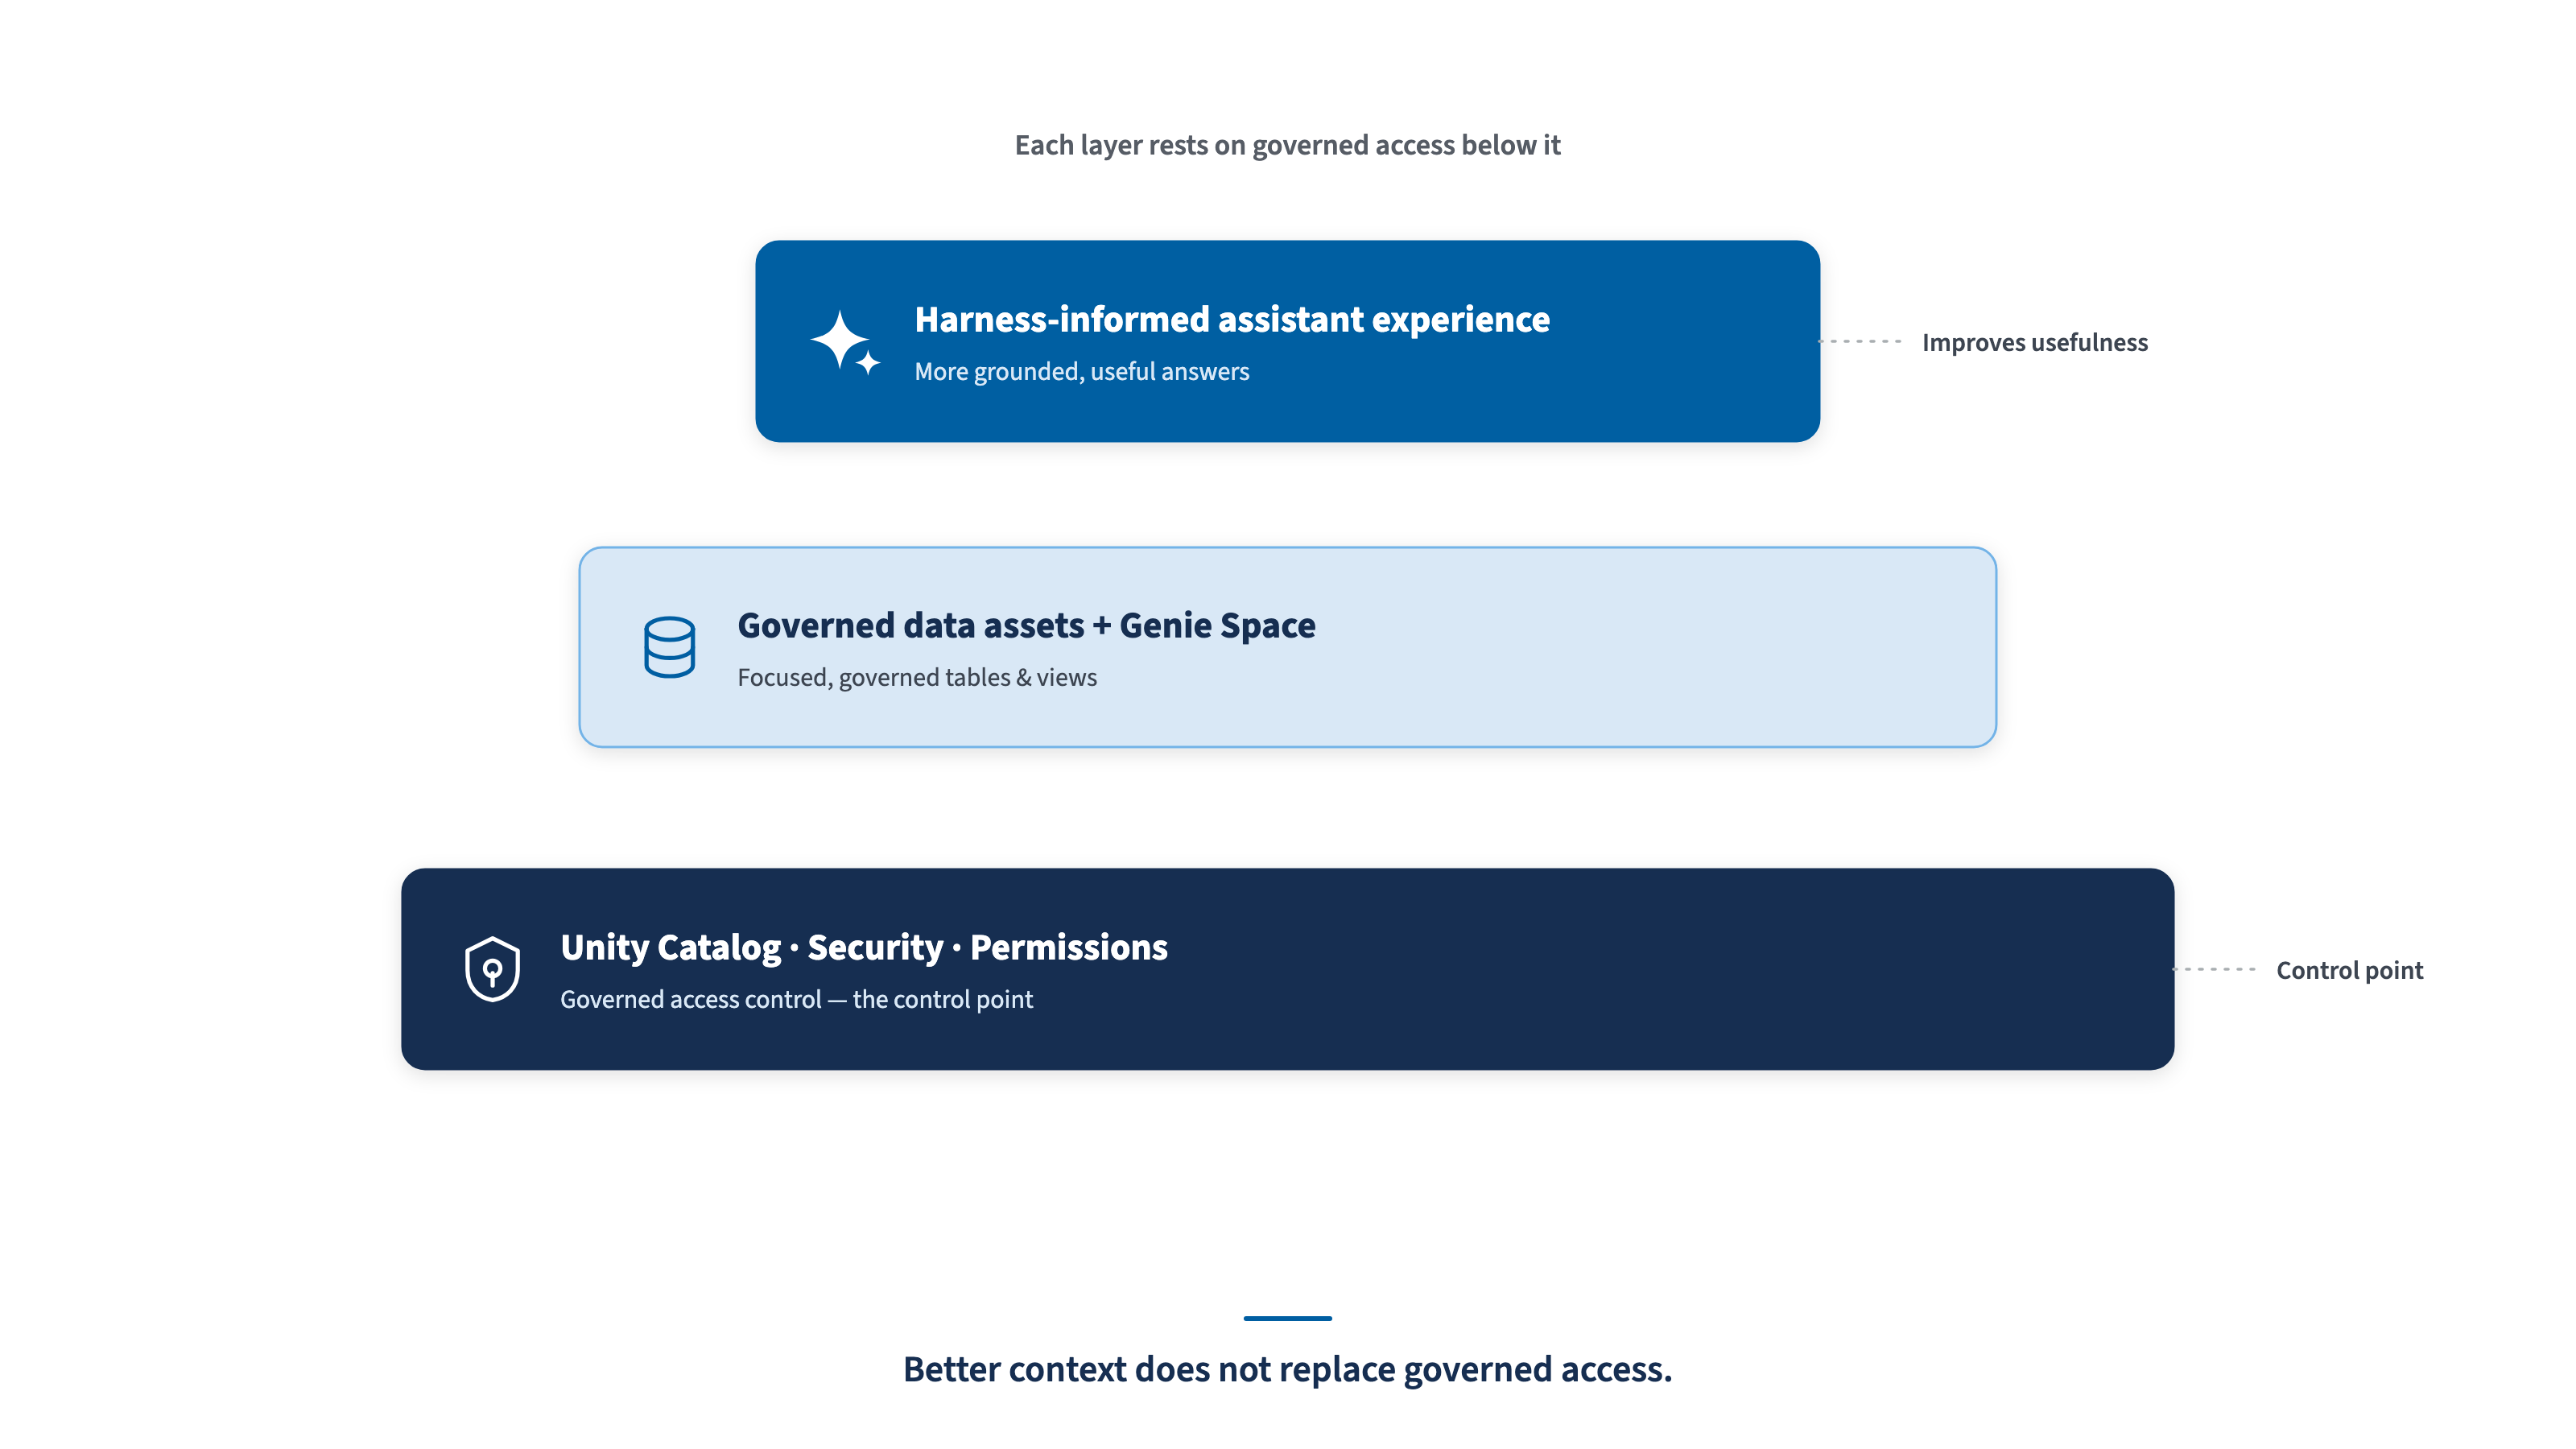 Each layer rests on governed access below it
Harness-informed assistant experience
More grounded, useful answers
Improves usefulness
Governed data assets + Genie Space
Focused, governed tables & views
Unity Catalog · Security · Permissions
Governed access control — the control point
Control point
Better context does not replace governed access.